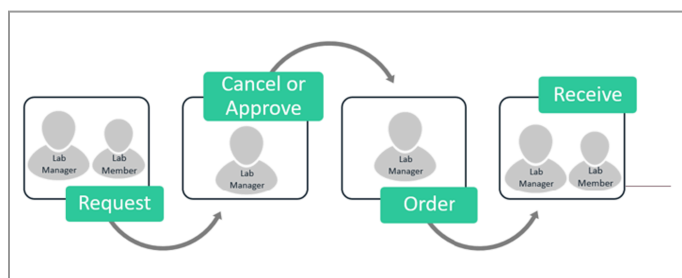 Lab
Manager
Lab
Member
Request
Cancel or
Approve
Lab
Manager
Lab
Manager
Order
Receive
Lab
Manager
Lab
Member